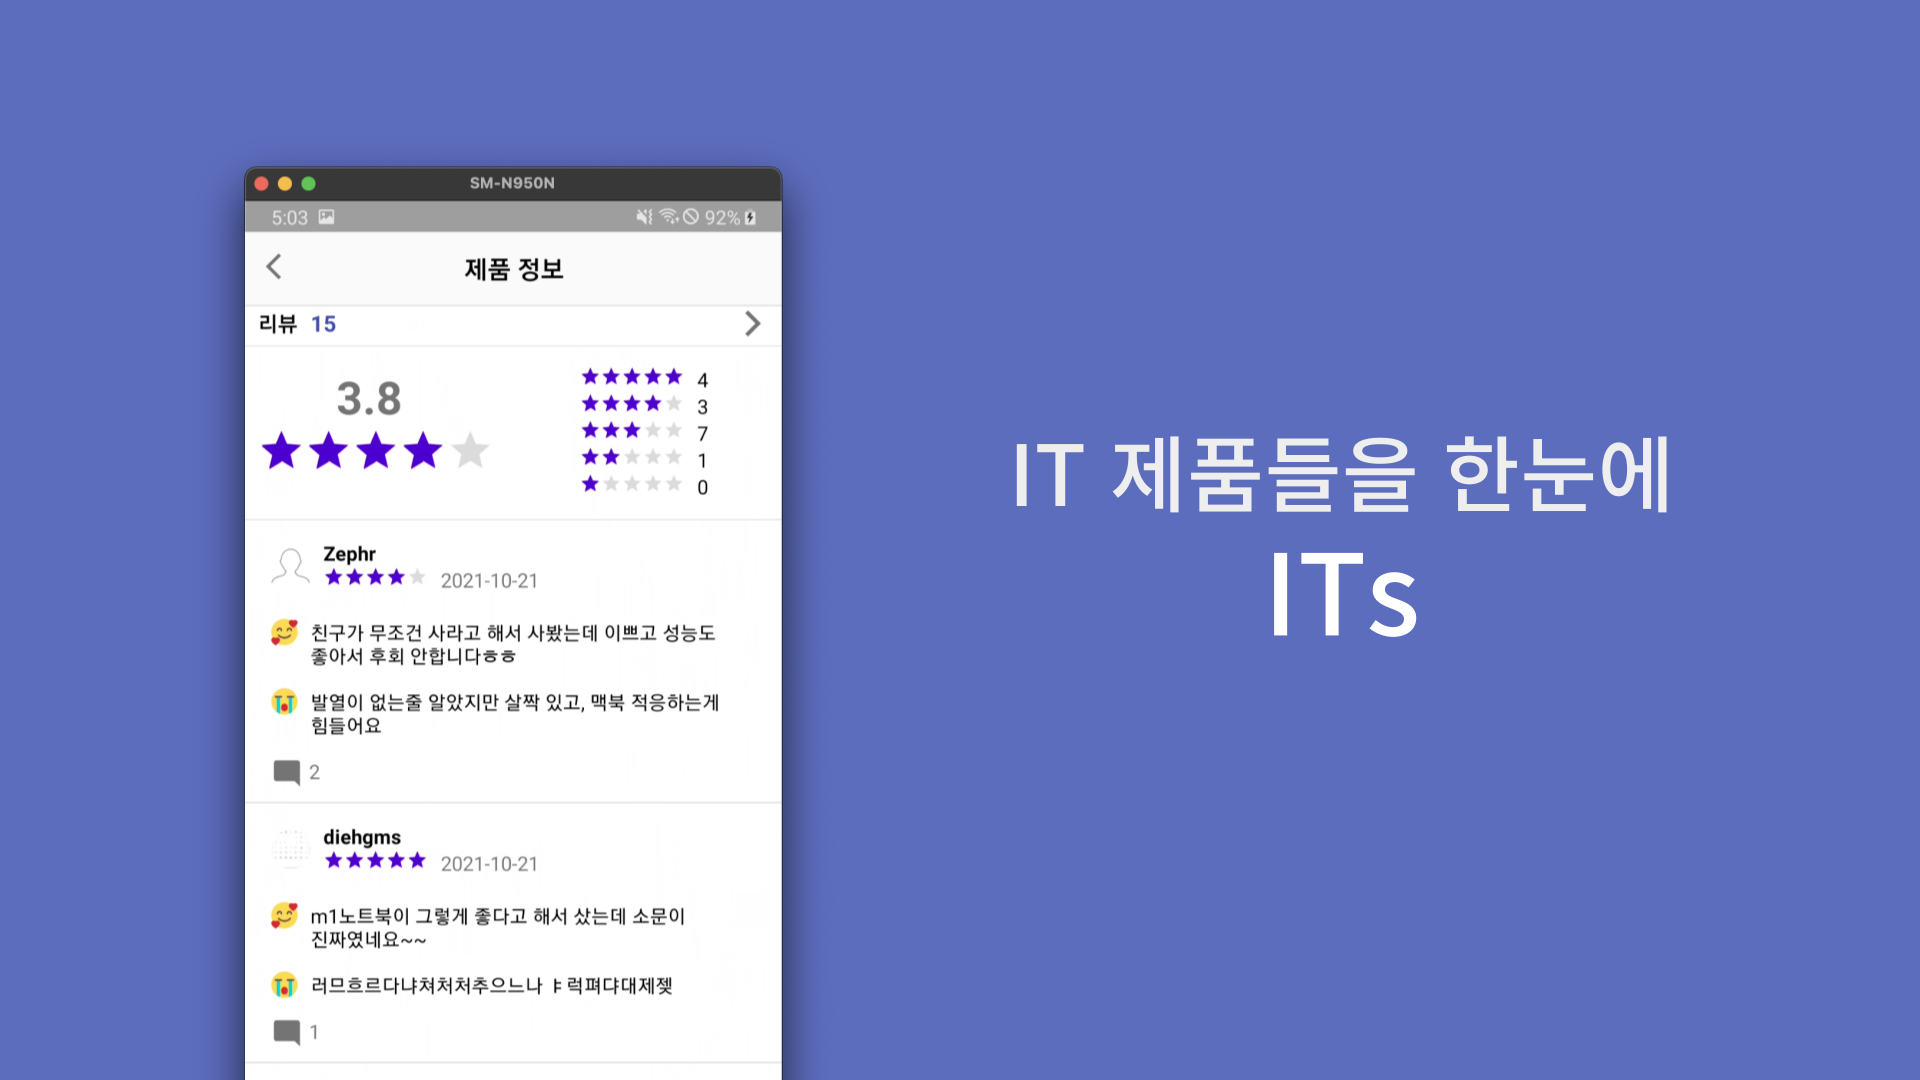 SM-N950N
5:03
92%
제품 정보
리뷰 15
3.8
4
3
7
1
0
Zephr
2021-10-21
친구가 무조건 사라고 해서 사봤는데 이쁘고 성능도
좋아서 후회 안합니다ㅎㅎ
발열이 없는줄 알았지만 살짝 있고, 맥북 적응하는게
힘들어요
2
diehgms
2021-10-21
m1노트북이 그렇게 좋다고 해서 샀는데 소문이
진짜였네요~~
러므흐르다냐쳐처처추으느나 ㅑ럭펴댜대제젲
1
IT 제품들을 한눈에
ITs